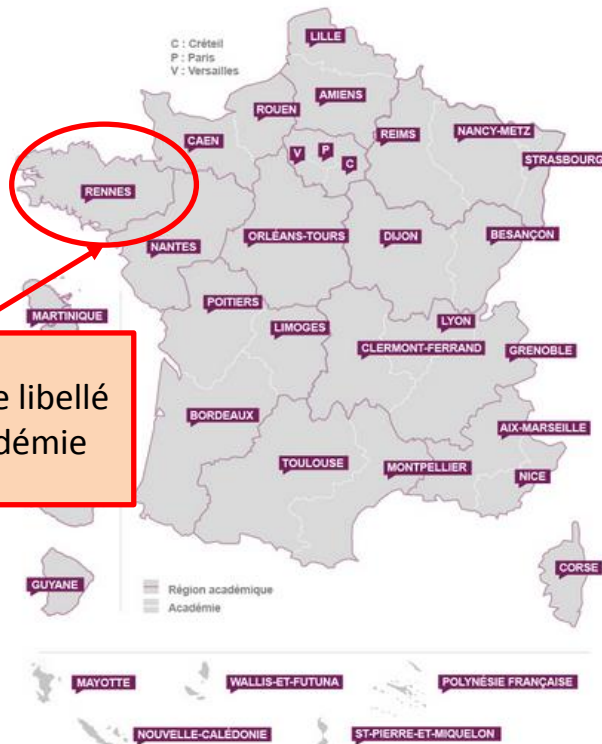 LILLE
C : Créteil
P : Paris
V : Versailles
AMIENS
ROUEN
CAEN
REIMS
NANCY-METZ
STRASBOURG
V
P
C
RENNES
NANTES
ORLÉANS-TOURS
DIJON
BESANÇON
POITIERS
MARTINIQUE
LIMOGES
LYON
CLERMONT-FERRAND
GRENOBLE
libellé
BORDEAUX
AIX-MARSEILLE
TOULOUSE
MONTPELLIER
NICE
GUYANE
CORSE
Région académique
Académie
MAYOTTE
WALLIS-ET-FUTUNA
POLYNÉSIE FRANÇAISE
NOUVELLE-CALÉDONIE
ST-PIERRE-ET-MIQUELON